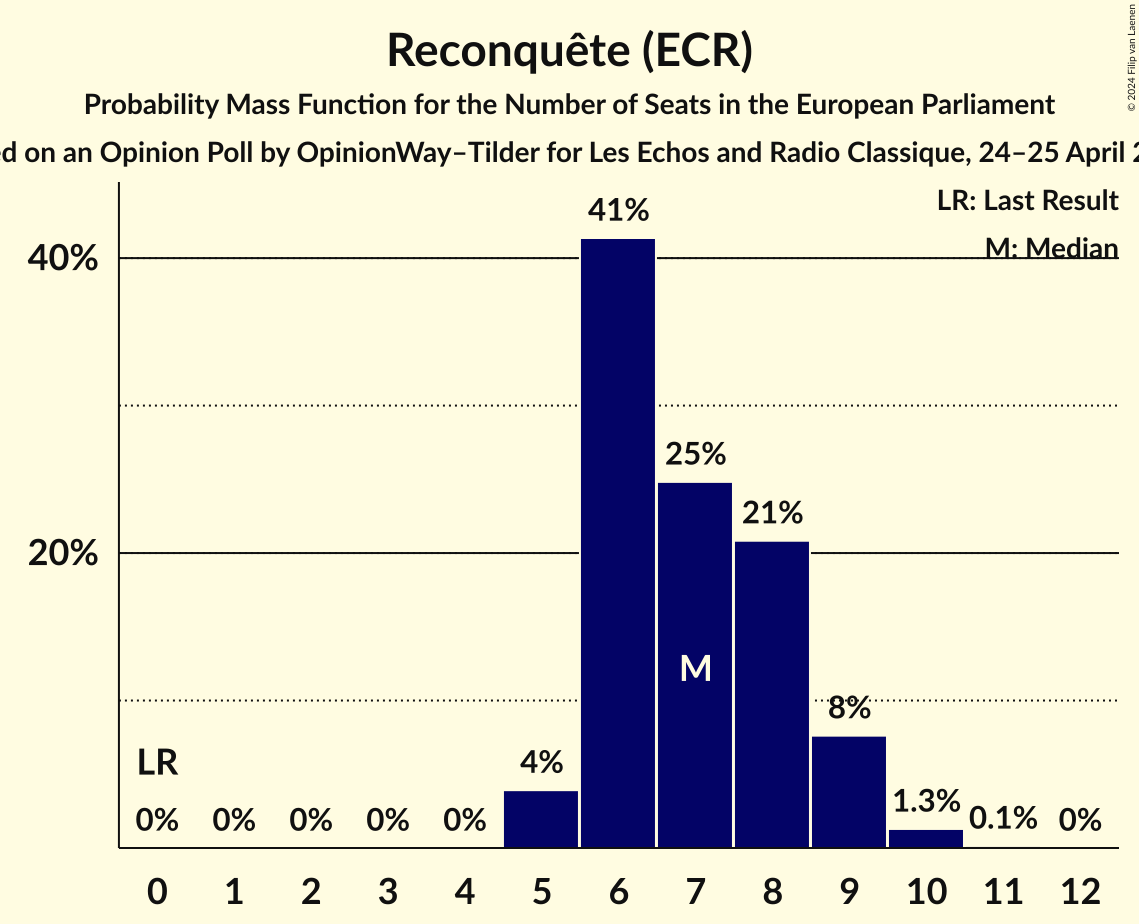 Reconquête (ECR)
Probability Mass Function for the Number of Seats in the European Parliament
on an Opinion Poll by OpinionWay–Tilder for Les Echos and Radio Classique, 24–25 April
© 2024 Filip van Laenen
LR: Last Result
M: Median
41%
40%
25%
21%
20%
M
8%
LR
4%
1.3%
0% 0% 0% 0% 0% 0.1% 0%
0 1 2 3 4 5 6 7 8 9 10 11 12